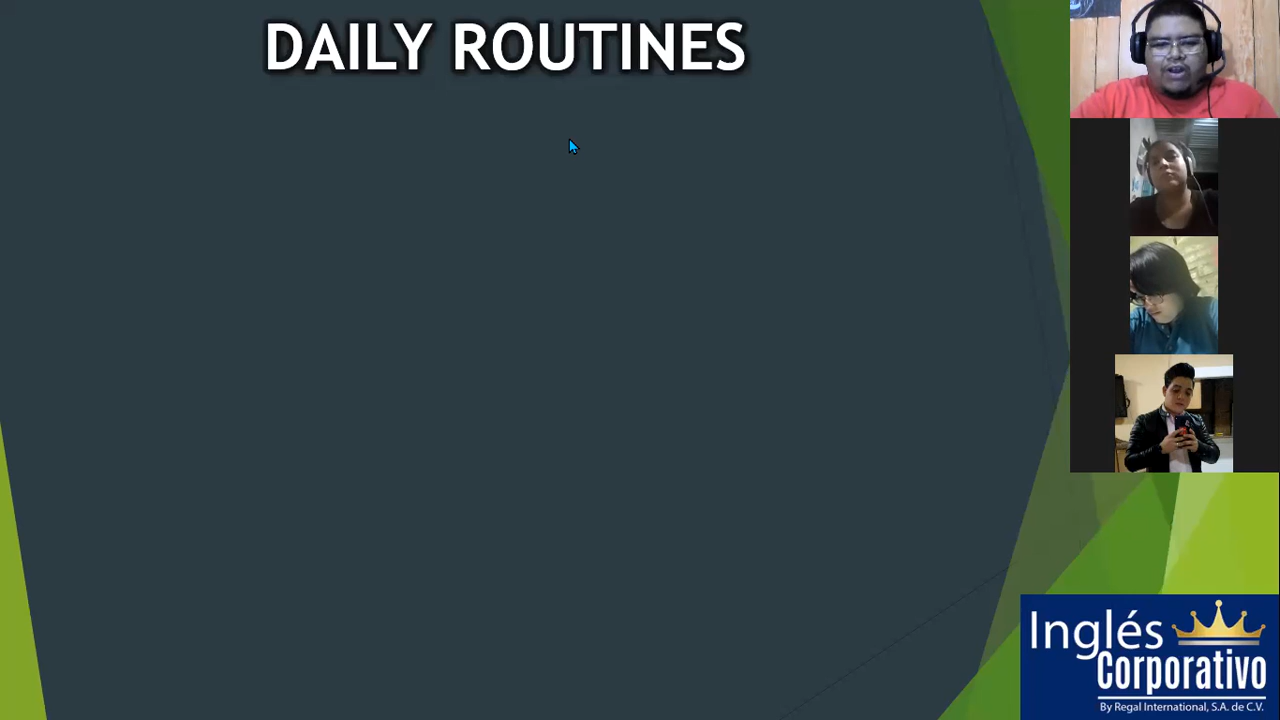 DAILY ROUTINES
Inglés
Corporativo
By Regal International, S.A. de C.V.